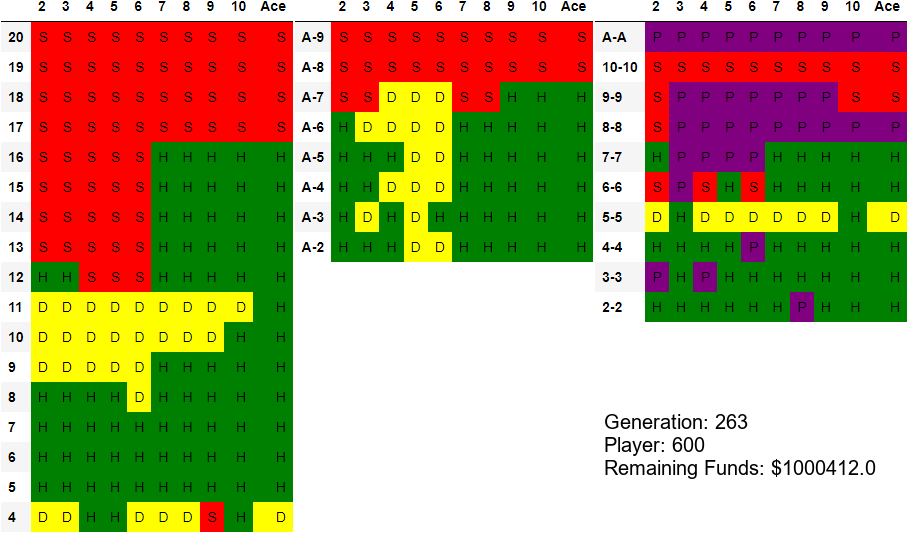 2 3 4 5 6 7 8 9 10 Ace
20 S S S S S S S S S S
19 S S S S S S S S S S
18 S S S S S S S S S S
17 S S S S S S S S S S
16 S S S S S H H H H H
15 S S S S S H H H H H
14 S S S S S H H H H H
13 S S S S S H H H H H
12 H H S S S H H H H H
11 D D D D D D D D D H
10 D D D D D D D D H H
9 D D D D D H H H H H
8 H H H H D H H H H H
7 H H H H H H H H H H
6 H H H H H H H H H H
5 H H H H H H H H H H
4 D D H H D D D S H D
2 3 4 5 6 7 8 9 10 Ace
A-9 S S S S S S S S S S
A-8 S S S S S S S S S S
A-7 S S D D D S S H H H
A-6 H D D D D H H H H H
A-5 H H H D D H H H H H
A-4 H H D D D H H H H H
A-3 H D H D H H H H H H
A-2 H H H D D H H H H H
2 3 4 5 6 7 8 9 10 Ace
A-A P P P P P P P P P P
10-10 S S S S S S S S S S
9-9 S P P P P P P P S S
8-8 S P P P P P P P P P
7-7 H P P P P H H H H H
6-6 S P S H S H H H H H
5-5 D H D D D D D D H D
4-4 H H H H P H H H H H
3-3 P H P H H H H H H H
2-2 H H H H H H P H H H
Generation: 263
Player: 600
Remaining Funds: $1000412.0